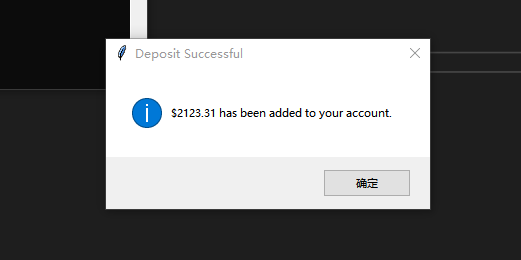 Deposit Successful
$2123.31 has been added to your account.
确定